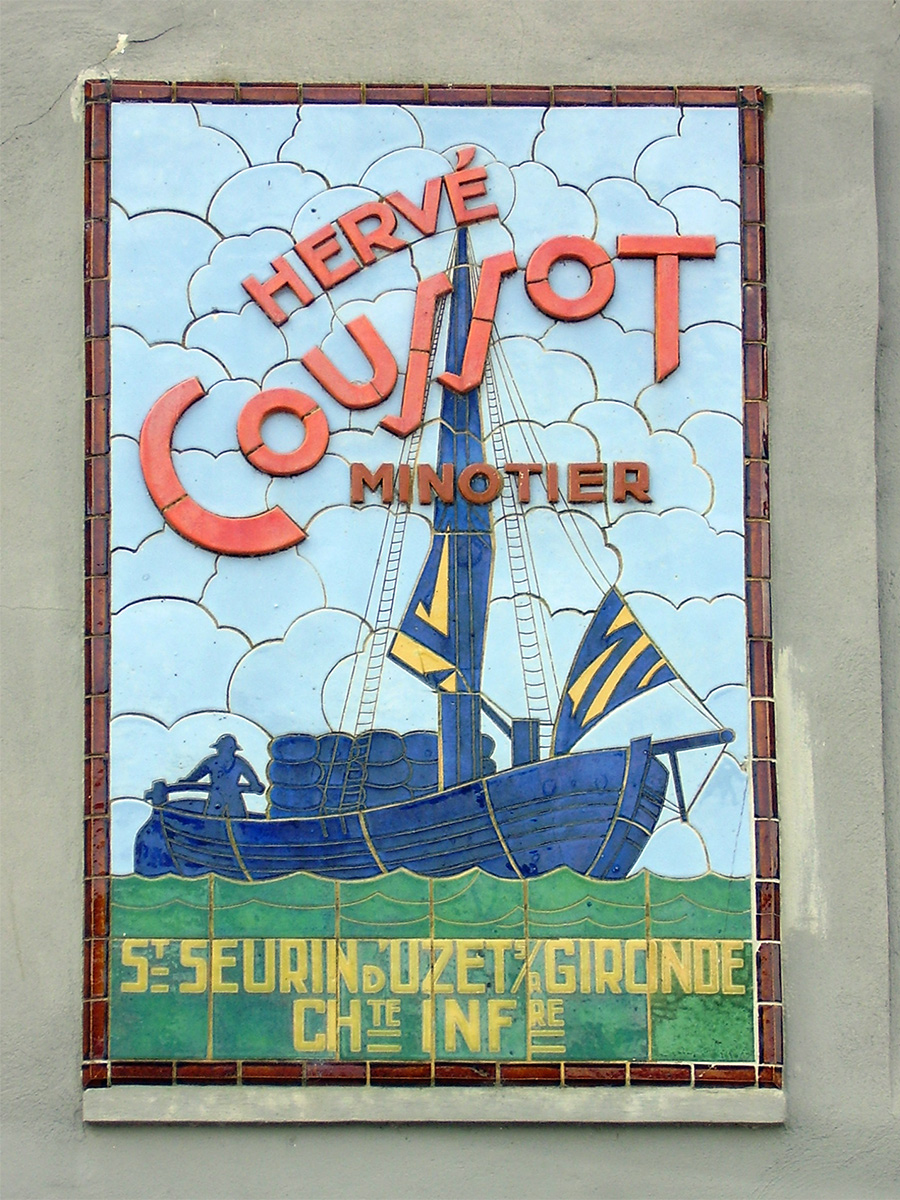 HERVÉ
COUSSOT
MINOTIER
ST SEURIN D'UZET S/R GIRONDE
CHTE INFRE